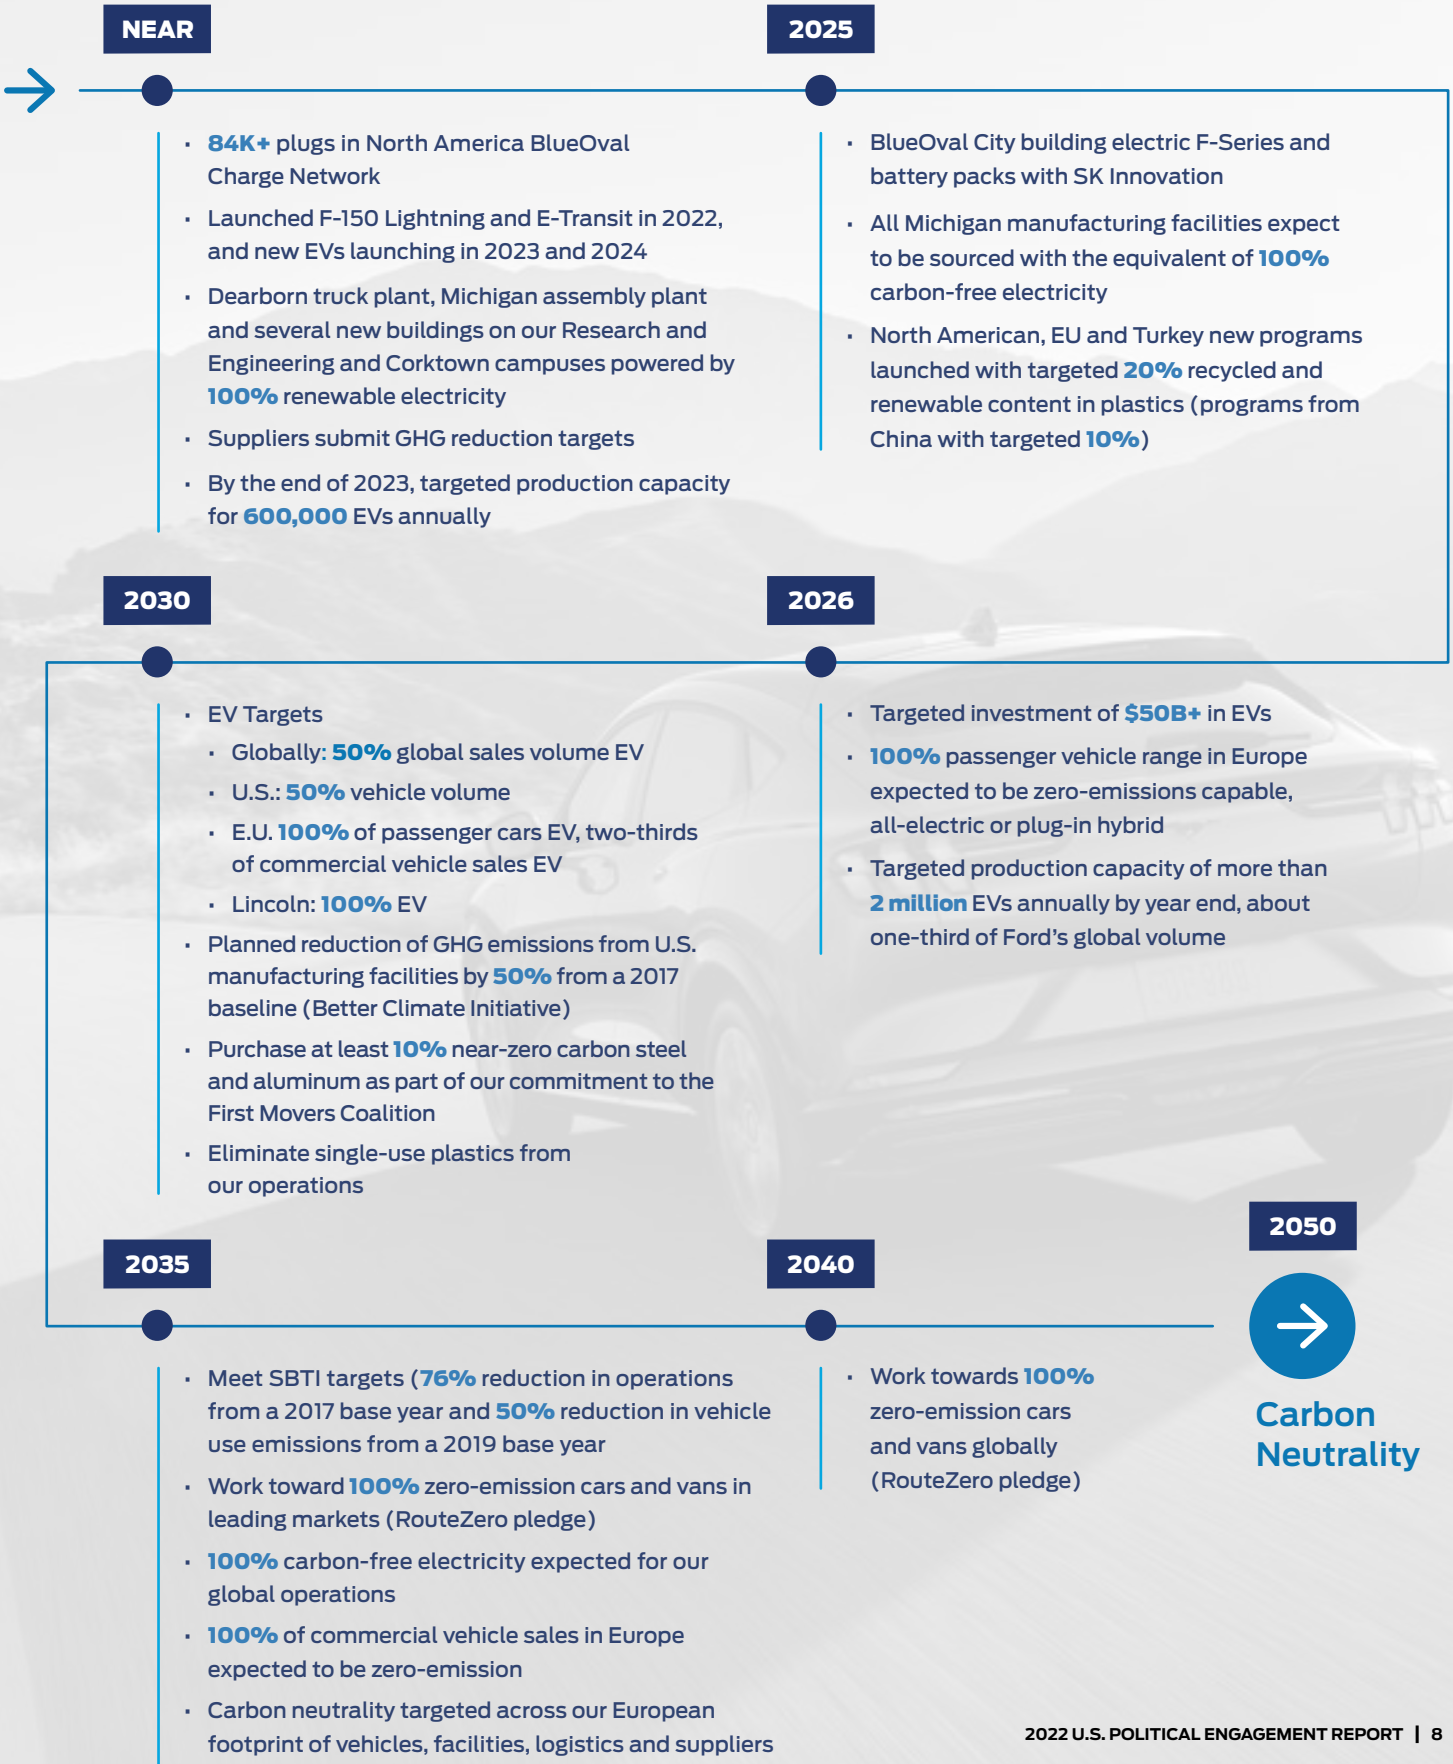 NEAR
· 84K+ plugs in North America BlueOval
Charge Network
· Launched F-150 Lightning and E-Transit in 2022,
and new EVs launching in 2023 and 2024
· Dearborn truck plant, Michigan assembly plant
and several new buildings on our Research and
Engineering and Corktown campuses powered by
100% renewable electricity
· Suppliers submit GHG reduction targets
· By the end of 2023, targeted production capacity
for 600,000 EVs annually
2025
· BlueOval City building electric F-Series and
battery packs with SK Innovation
· All Michigan manufacturing facilities expect
to be sourced with the equivalent of 100%
carbon-free electricity
· North American, EU and Turkey new programs
launched with targeted 20% recycled and
renewable content in plastics (programs from
China with targeted 10%)
2026
· Targeted investment of $50B+ in EVs
· 100% passenger vehicle range in Europe
expected to be zero-emissions capable,
all-electric or plug-in hybrid
· Targeted production capacity of more than
2 million EVs annually by year end, about
one-third of Ford's global volume
2030
· EV Targets
· Globally: 50% global sales volume EV
· U.S.: 50% vehicle volume
· E.U. 100% of passenger cars EV, two-thirds
of commercial vehicle sales EV
· Lincoln: 100% EV
· Planned reduction of GHG emissions from U.S.
manufacturing facilities by 50% from a 2017
baseline (Better Climate Initiative)
· Purchase at least 10% near-zero carbon steel
and aluminum as part of our commitment to the
First Movers Coalition
· Eliminate single-use plastics from
our operations
2035
· Meet SBTI targets (76% reduction in operations
from a 2017 base year and 50% reduction in vehicle
use emissions from a 2019 base year
· Work toward 100% zero-emission cars and vans in
leading markets (RouteZero pledge)
· 100% carbon-free electricity expected for our
global operations
· 100% of commercial vehicle sales in Europe
expected to be zero-emission
· Carbon neutrality targeted across our European
footprint of vehicles, facilities, logistics and suppliers
2040
· Work towards 100%
zero-emission cars
and vans globally
(RouteZero pledge)
2050
Carbon
Neutrality
2022 U.S. POLITICAL ENGAGEMENT REPORT | 8